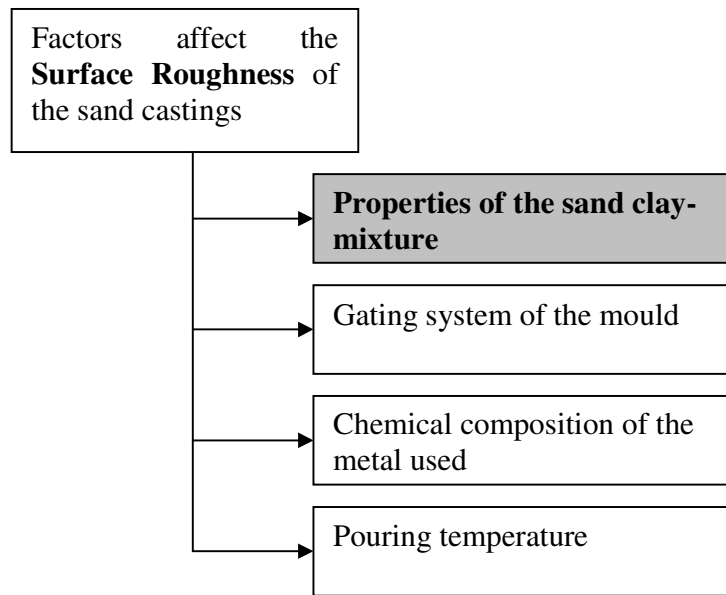 Factors affect the
Surface Roughness of
the sand castings
Properties of the sand clay-
mixture
Gating system of the mould
Chemical composition of the
metal used
Pouring temperature